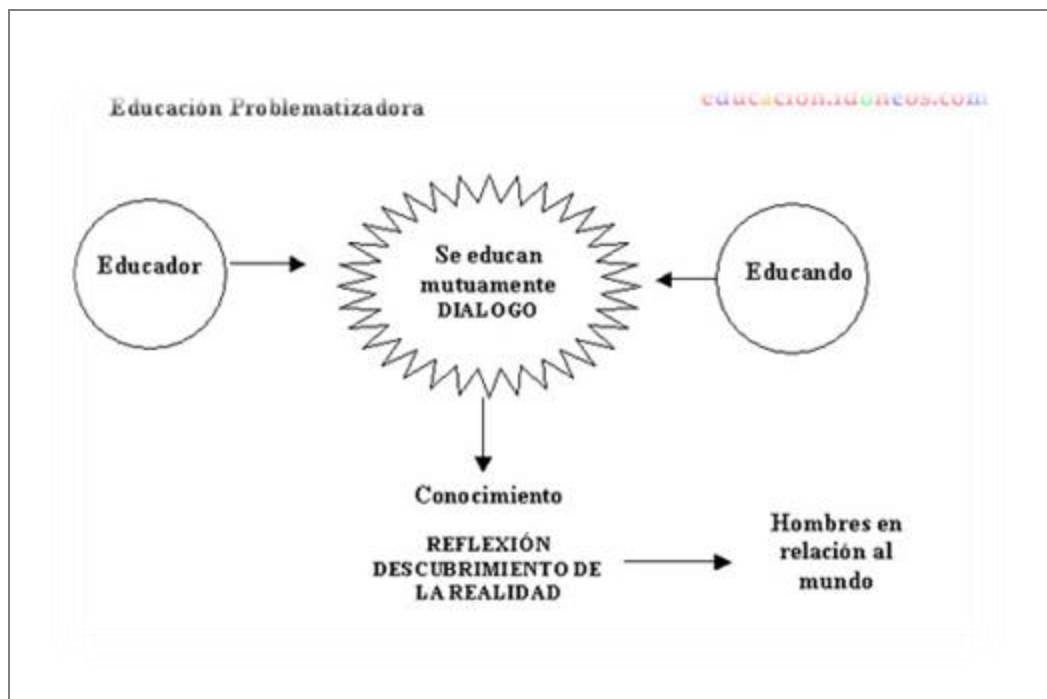 Educación Problematizadora
educacion.idoneos.com
Educador
Se educan
mutuamente
DIALOGO
Educando
Conocimiento
REFLEXIÓN
DESCUBRIMIENTO DE
LA REALIDAD
Hombres en
relación al
mundo